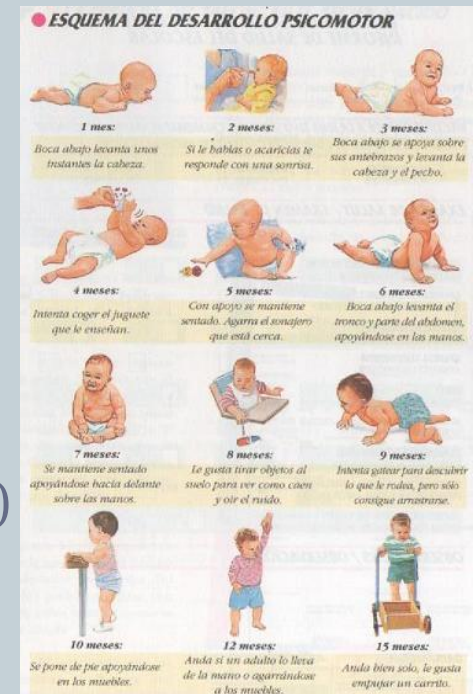 ESQUEMA DEL DESARROLLO PSICOMOTOR
1 mes:
Boca abajo levanta unos
instantes la cabeza.
2 meses:
Si le hablas o acaricias te
responde con una sonrisa.
3 meses:
Boca abajo se apoya sobre
sus antebrazos y levanta la
cabeza y el pecho.
4 meses:
Intenta coger el juguete
que le enseñan.
5 meses:
Con apoyo se mantiene
sentado. Agarra el sonajero
que está cerca.
6 meses:
Boca abajo levanta el
tronco y parte del abdomen,
apoyándose en las manos.
7 meses:
Se mantiene sentado
apoyándose hacia delante
sobre las manos.
8 meses:
Le gusta tirar objetos al
suelo para ver como caen
y oir el ruido.
9 meses:
Intenta gatear para descubrir
lo que le rodea, pero sólo
consigue arrastrarse.
10 meses:
Se pone de pie apoyándose
en los muebles.
12 meses:
Anda si un adulto lo lleva
de la mano o agarrándose
a los muebles.
15 meses:
Anda bien solo, le gusta
empujar un carrito.